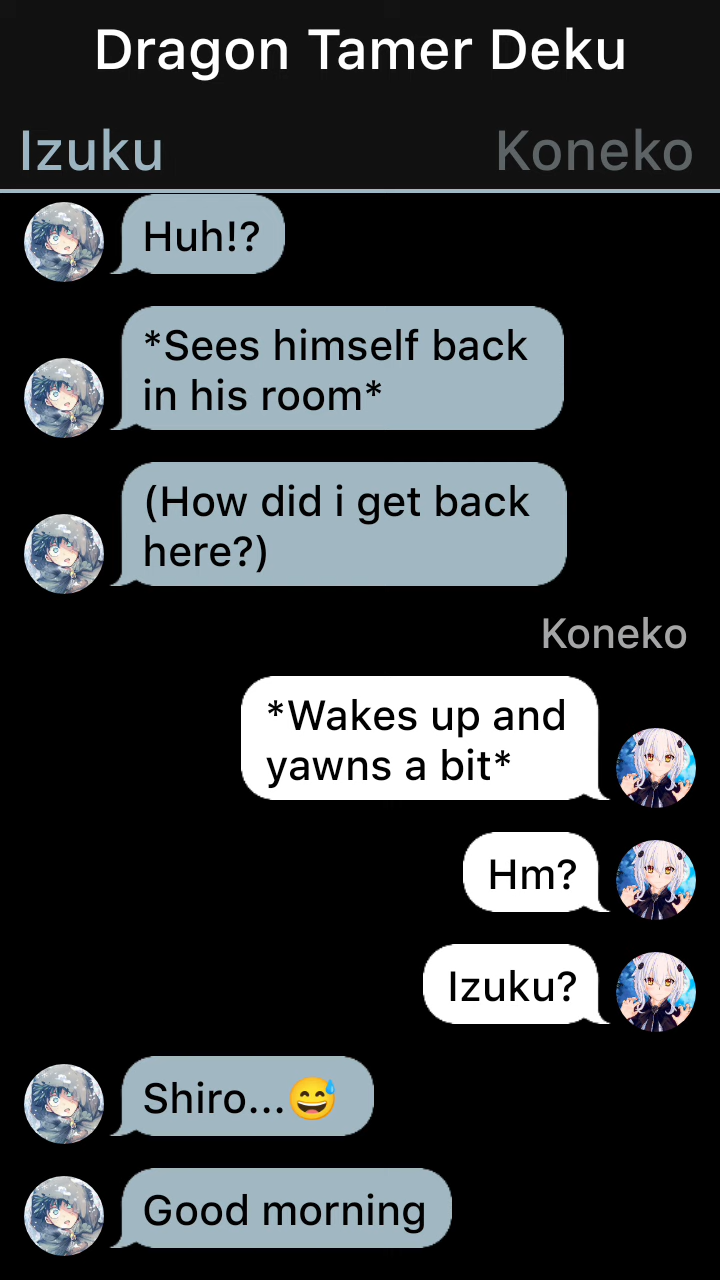 Dragon Tamer Deku
Izuku Koneko
Huh!?
*Sees himself back
in his room*
(How did i get back
here?)
Koneko
*Wakes up and
yawns a bit*
Hm?
Izuku?
Shiro...😅
Good morning